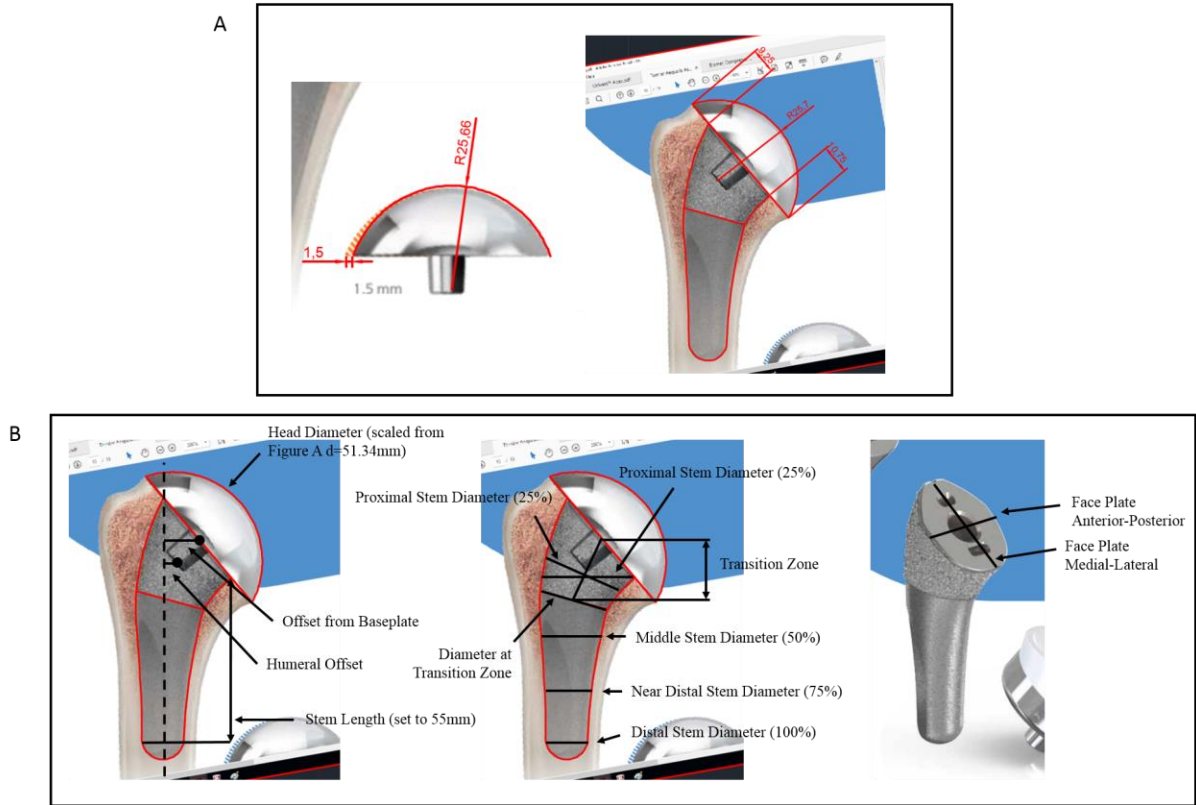 A
R25,66
1,5
1.5 mm
9,25
R25,7
10,75
B
Head Diameter (scaled from
Figure A d=51.34mm)
Offset from Baseplate
Humeral Offset
Stem Length (set to 55mm)
Proximal Stem Diameter (25%)
Proximal Stem Diameter (25%)
Transition Zone
Diameter at
Transition Zone
Middle Stem Diameter (50%)
Near Distal Stem Diameter (75%)
Distal Stem Diameter (100%)
Face Plate
Anterior-Posterior
Face Plate
Medial-Lateral